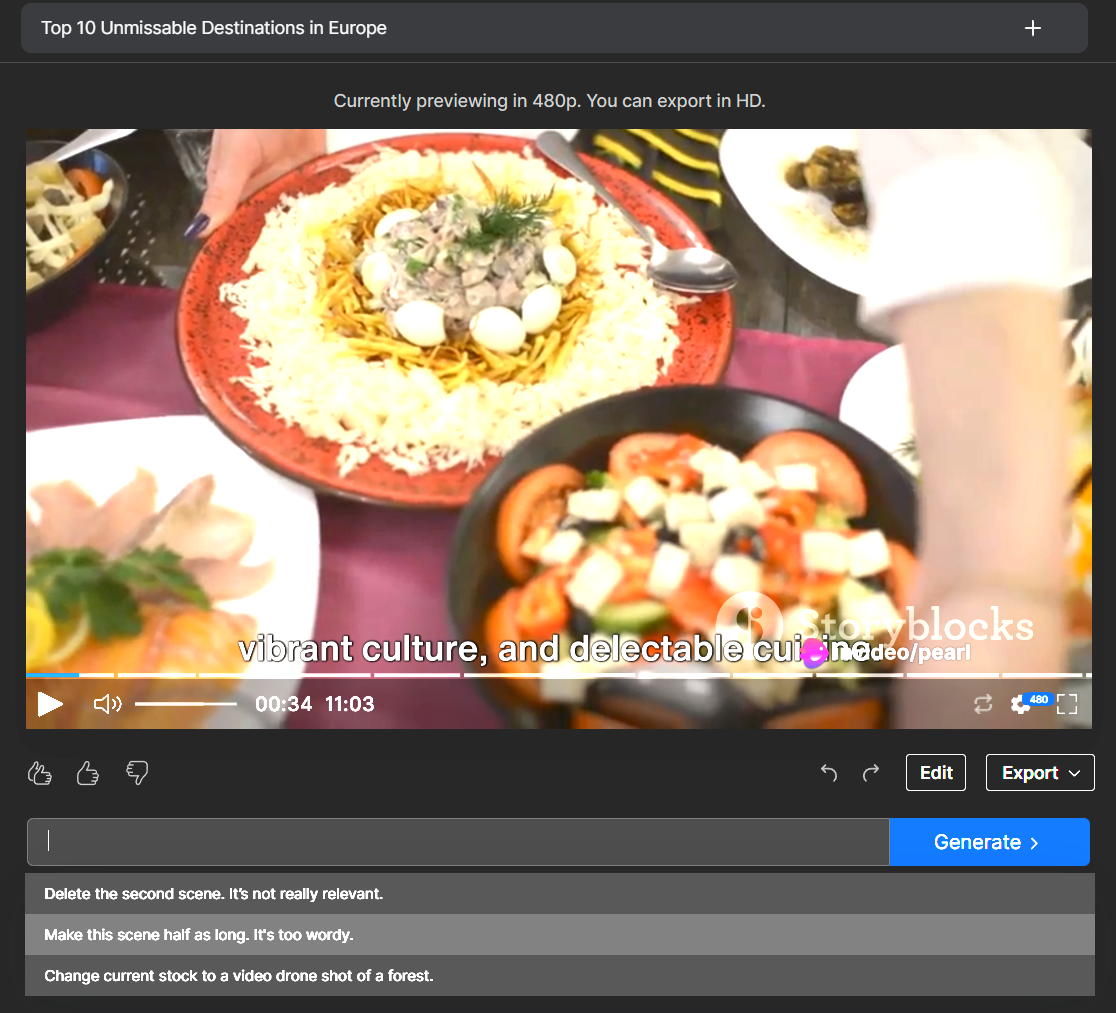 Top 10 Unmissable Destinations in Europe
Currently previewing in 480p. You can export in HD.
Storyblocks
vibrant culture, and delectable cuisine
video/pearl
00:34 11:03
480
Edit
Export
Generate
Delete the second scene. It's not really relevant.
Make this scene half as long. It's too wordy.
Change current stock to a video drone shot of a forest.